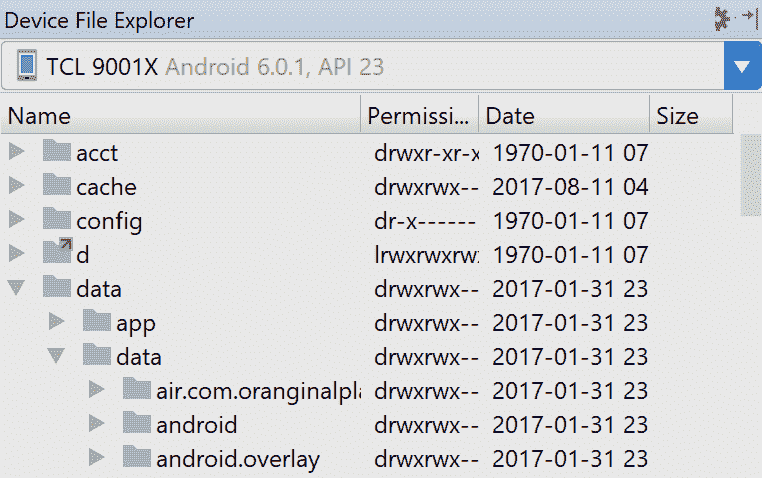 Device File Explorer
TCL 9001X Android 6.0.1, API 23
Name Permissi... Date Size
acct drwxr-xr-x 1970-01-11 07
cache drwxrwx-- 2017-08-11 04
config dr-x------ 1970-01-11 07
d lrwxrwxrwx 1970-01-11 07
data drwxrwx-- 2017-01-31 23
app drwxrwx-- 2017-01-31 23
data drwxrwx-- 2017-01-31 23
air.com.oranginalpla drwxrwx-- 2017-01-31 23
android drwxrwx-- 2017-01-31 23
android.overlay drwxrwx-- 2017-01-31 23